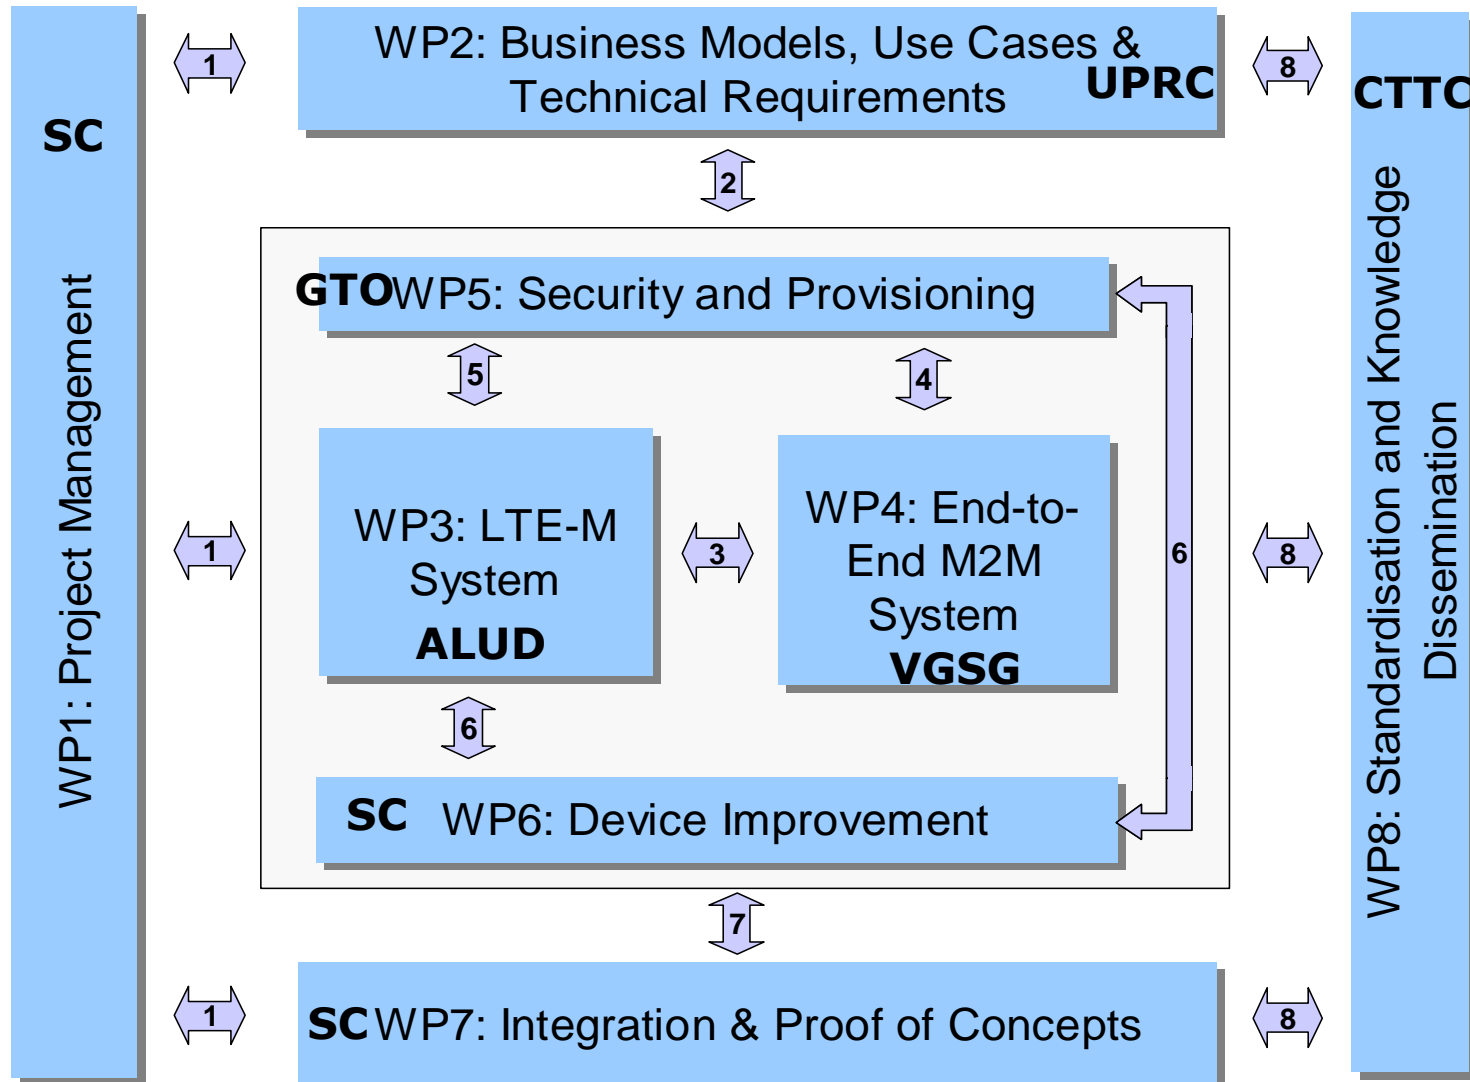 SC
WP1: Project Management
1
WP2: Business Models, Use Cases &
Technical Requirements
UPRC
8
CTTC
WP8: Standardisation and Knowledge
Dissemination
2
GTO
WP5: Security and Provisioning
5
4
1
WP3: LTE-M
System
ALUD
3
WP4: End-to-
End M2M
System
VGSG
6
8
6
SC
WP6: Device Improvement
7
1
SC
WP7: Integration & Proof of Concepts
8